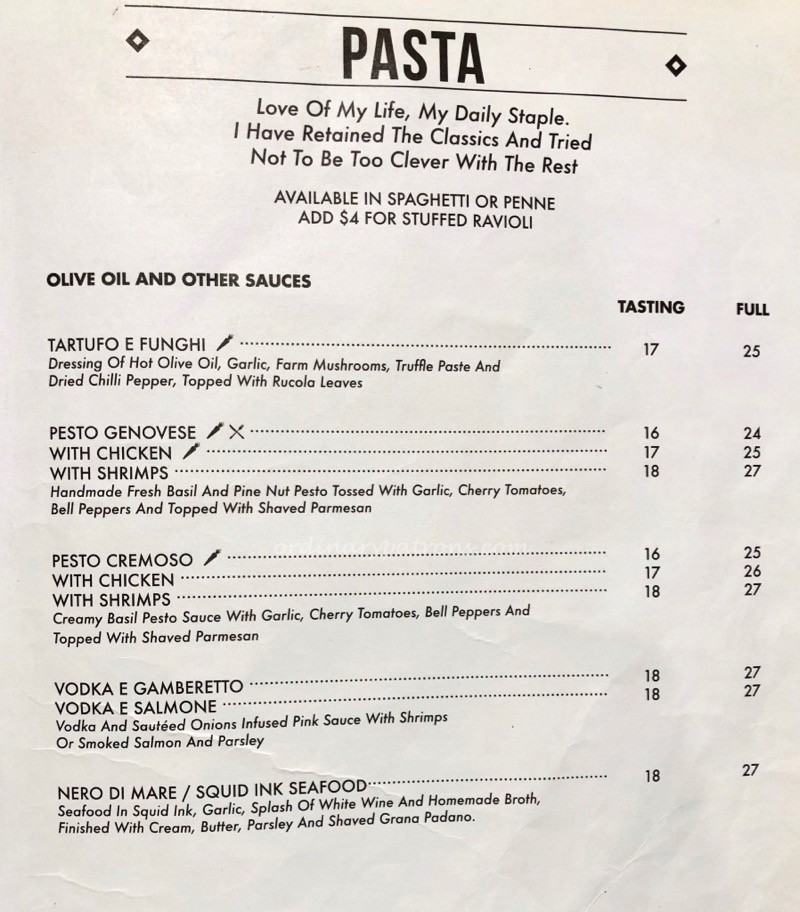 PASTA
Love Of My Life, My Daily Staple.
I Have Retained The Classics And Tried
Not To Be Too Clever With The Rest
AVAILABLE IN SPAGHETTI OR PENNE
ADD $4 FOR STUFFED RAVIOLI
OLIVE OIL AND OTHER SAUCES
TASTING FULL
TARTUFO E FUNGHI 17 25
Dressing Of Hot Olive Oil, Garlic, Farm Mushrooms, Truffle Paste And
Dried Chilli Pepper, Topped With Rucola Leaves
PESTO GENOVESE 16 24
WITH CHICKEN 17 25
WITH SHRIMPS 18 27
Handmade Fresh Basil And Pine Nut Pesto Tossed With Garlic, Cherry Tomatoes,
Bell Peppers And Topped With Shaved Parmesan
ordinarypatrons.com
PESTO CREMOSO 16 25
WITH CHICKEN 17 26
WITH SHRIMPS 18 27
Creamy Basil Pesto Sauce With Garlic, Cherry Tomatoes, Bell Peppers And
Topped With Shaved Parmesan
VODKA E GAMBERETTO 18 27
VODKA E SALMONE 18 27
Vodka And Sautéed Onions Infused Pink Sauce With Shrimps
Or Smoked Salmon And Parsley
NERO DI MARE / SQUID INK SEAFOOD 18 27
Seafood In Squid Ink, Garlic, Splash Of White Wine And Homemade Broth,
Finished With Cream, Butter, Parsley And Shaved Grana Padano.